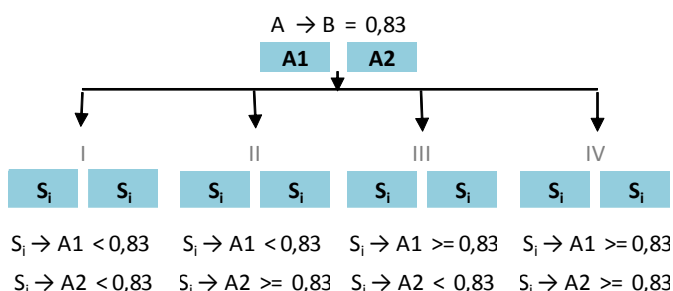 A → B = 0,83
A1 A2
I II III IV
Si Si Si Si Si Si Si Si
Si → A1 < 0,83 Si → A1 < 0,83 Si → A1 >= 0,83 Si → A1 >= 0,83
Si → A2 < 0,83 Si → A2 >= 0,83 Si → A2 < 0,83 Si → A2 >= 0,83